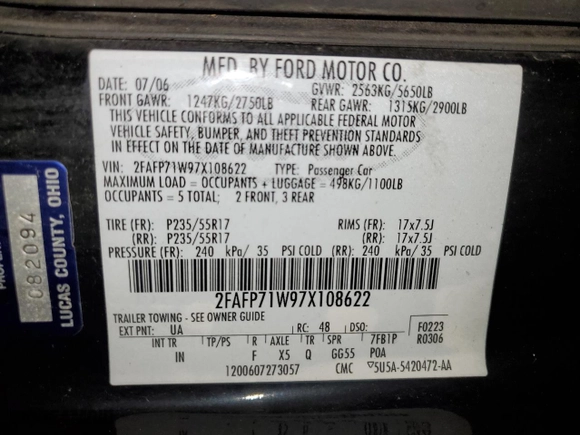 MFD. BY FORD MOTOR CO.
DATE: 07/06 GVWR: 2563KG/5650LB
FRONT GAWR: 1247KG/2750LB REAR GAWR: 1315KG/2900LB
THIS VEHICLE CONFORMS TO ALL APPLICABLE FEDERAL MOTOR
VEHICLE SAFETY, BUMPER, AND THEFT PREVENTION STANDARDS
IN EFFECT ON THE DATE OF MANUFACTURE SHOWN ABOVE.
VIN: 2FAFP71W97X108622 TYPE: Passenger Car
MAXIMUM LOAD = OCCUPANTS + LUGGAGE = 498KG/1100LB
OCCUPANTS = 5 TOTAL; 2 FRONT, 3 REAR
TIRE (FR): P235/55R17 RIMS (FR): 17x7.5J
(RR): P235/55R17 (RR): 17x7.5J
PRESSURE (FR): 240 kPa/ 35 PSI COLD (RR): 240 kPa/ 35 PSI COLD
2FAFP71W97X108622
TRAILER TOWING - SEE OWNER GUIDE
EXT PNT: UA RC: 48 F0223
INT TR TP/PS R AXLE TR SPR 7FB1P R0306
IN F X5 Q GG55 POA
1200607273057 CMC ▽5U5A-5420472-AA
082094
LUCAS COUNTY, OHIO